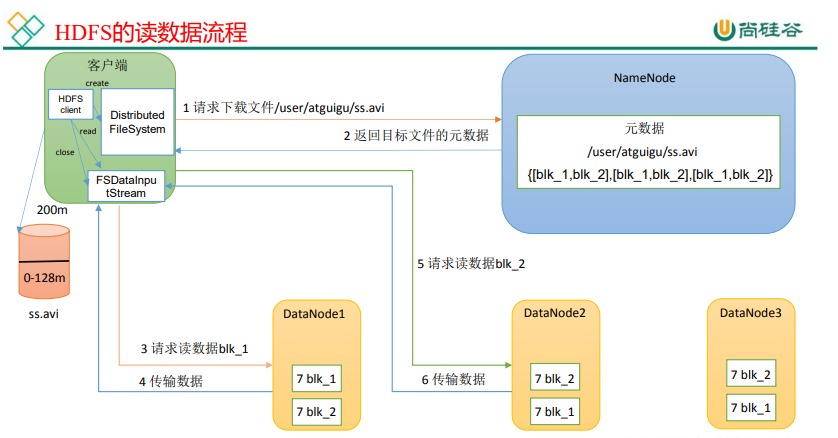 HDFS的读数据流程
尚硅谷
客户端
create
HDFS
client
Distributed
FileSystem
read
close
FSDataInpu
tStream
1 请求下载文件/user/atguigu/ss.avi
2 返回目标文件的元数据
NameNode
元数据
/user/atguigu/ss.avi
{[blk_1,blk_2],[blk_1,blk_2],[blk_1,blk_2]}
200m
0-128m
ss.avi
5 请求读数据blk_2
3 请求读数据blk_1
4 传输数据
6 传输数据
DataNode1
7 blk_1
7 blk_2
DataNode2
7 blk_2
7 blk_1
DataNode3
7 blk_2
7 blk_1